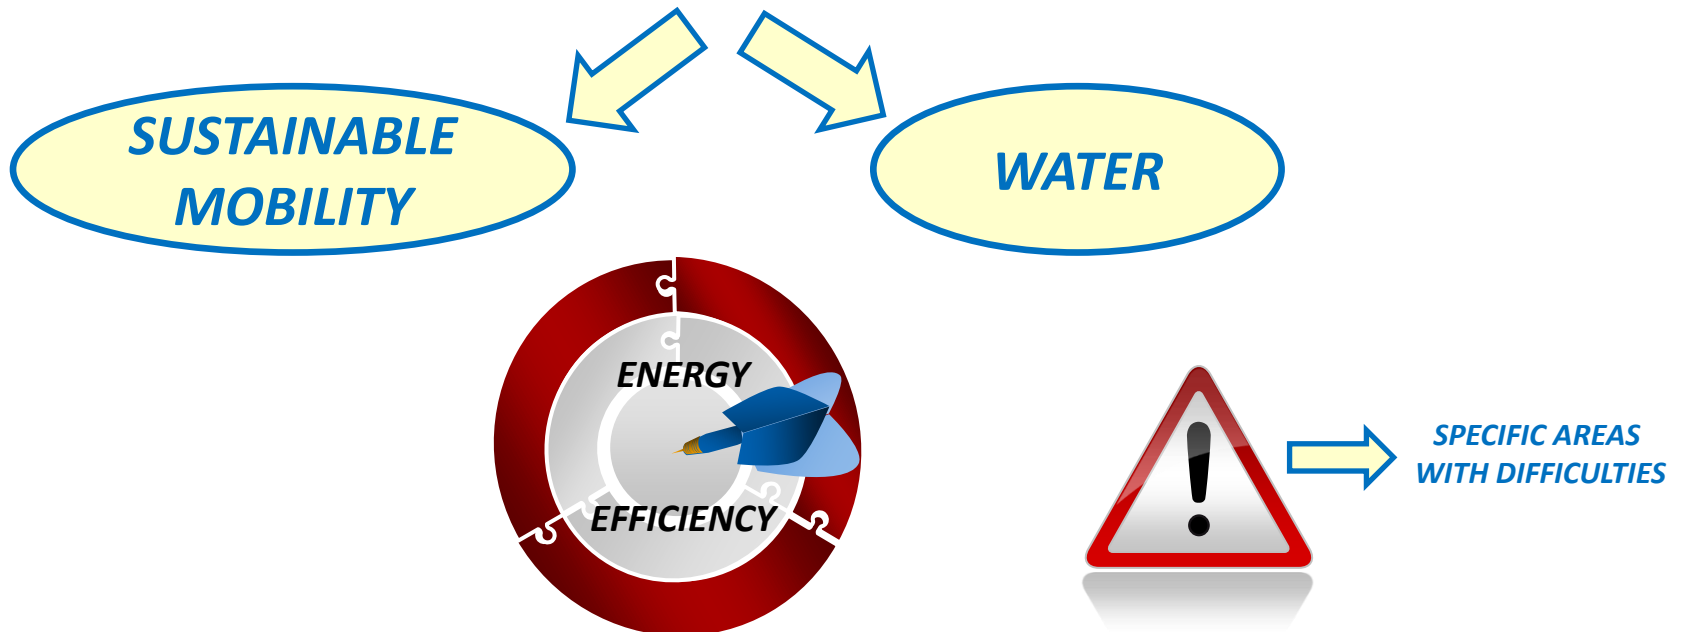 SUSTAINABLE
MOBILITY
WATER
ENERGY
EFFICIENCY
SPECIFIC AREAS
WITH DIFFICULTIES